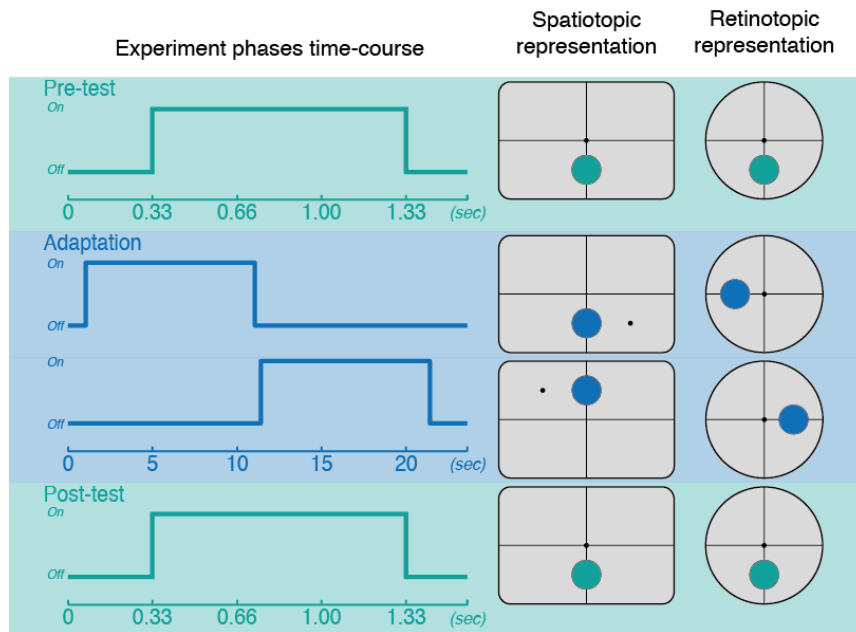 Experiment phases time-course
Spatiotopic
representation
Retinotopic
representation
Pre-test
On
Off
0 0.33 0.66 1.00 1.33 (sec)
Adaptation
On
Off
On
Off
0 5 10 15 20 (sec)
Post-test
On
Off
0 0.33 0.66 1.00 1.33 (sec)